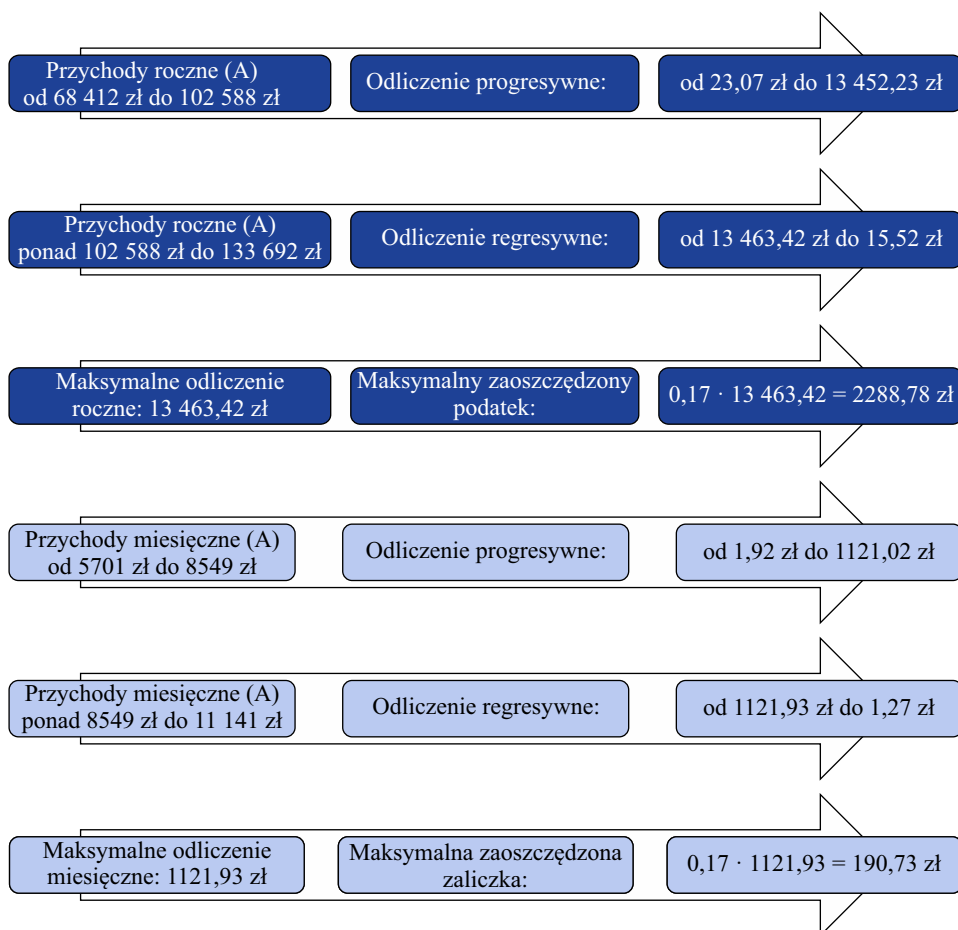 Przychody roczne (A)
od 68 412 zł do 102 588 zł
Odliczenie progresywne:
od 23,07 zł do 13 452,23 zł
Przychody roczne (A)
ponad 102 588 zł do 133 692 zł
Odliczenie regresywne:
od 13 463,42 zł do 15,52 zł
Maksymalne odliczenie
roczne: 13 463,42 zł
Maksymalny zaoszczędzony
podatek:
0,17 · 13 463,42 = 2288,78 zł
Przychody miesięczne (A)
od 5701 zł do 8549 zł
Odliczenie progresywne:
od 1,92 zł do 1121,02 zł
Przychody miesięczne (A)
ponad 8549 zł do 11 141 zł
Odliczenie regresywne:
od 1121,93 zł do 1,27 zł
Maksymalne odliczenie
miesięczne: 1121,93 zł
Maksymalna zaoszczędzona
zaliczka:
0,17 · 1121,93 = 190,73 zł